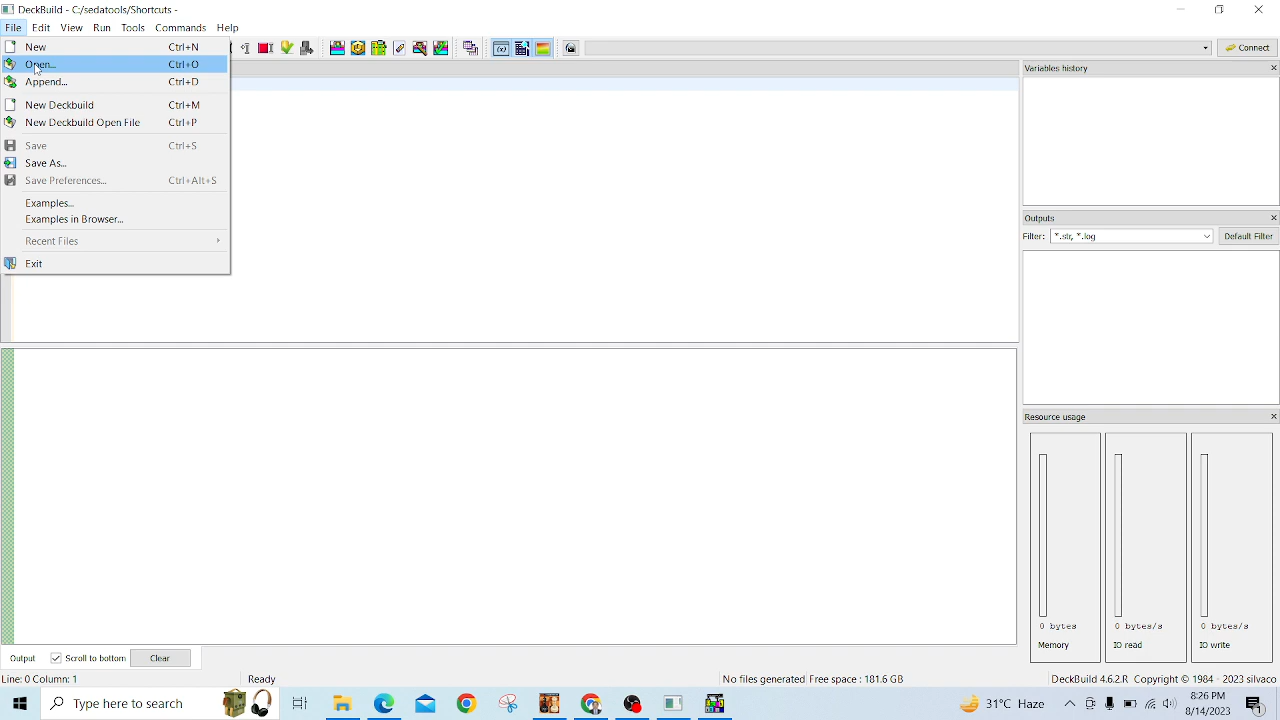 DeckBuild - C:/sedatools/Shortcuts -
File Edit View Run Tools Commands Help
New Ctrl+N
Open... Ctrl+O
Append... Ctrl+D
New Deckbuild Ctrl+M
New Deckbuild Open File Ctrl+P
Save Ctrl+S
Save As...
Save Preferences... Ctrl+Alt+S
Examples...
Examples in Browser...
Recent Files
Exit
Connect
Variables history
Outputs
Filter: *.str, *.log Default Filter
Resource usage
0 bytes 0 bytes/s 0 bytes/s
Memory IO read IO write
Output Scroll to bottom Clear
Line: 0 Column: 1 Ready No files generated Free space : 181.6 GB DeckBuild 4.6.2.R Copyright © 1984 - 2023 silvaco
Type here to search 31°C Haze 8:26 PM
8/14/2023